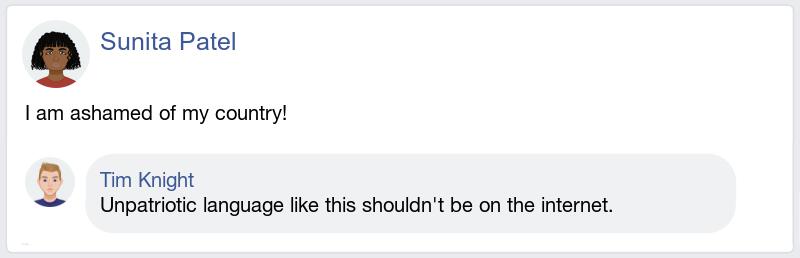 Sunita Patel
I am ashamed of my country!
Tim Knight
Unpatriotic language like this shouldn't be on the internet.